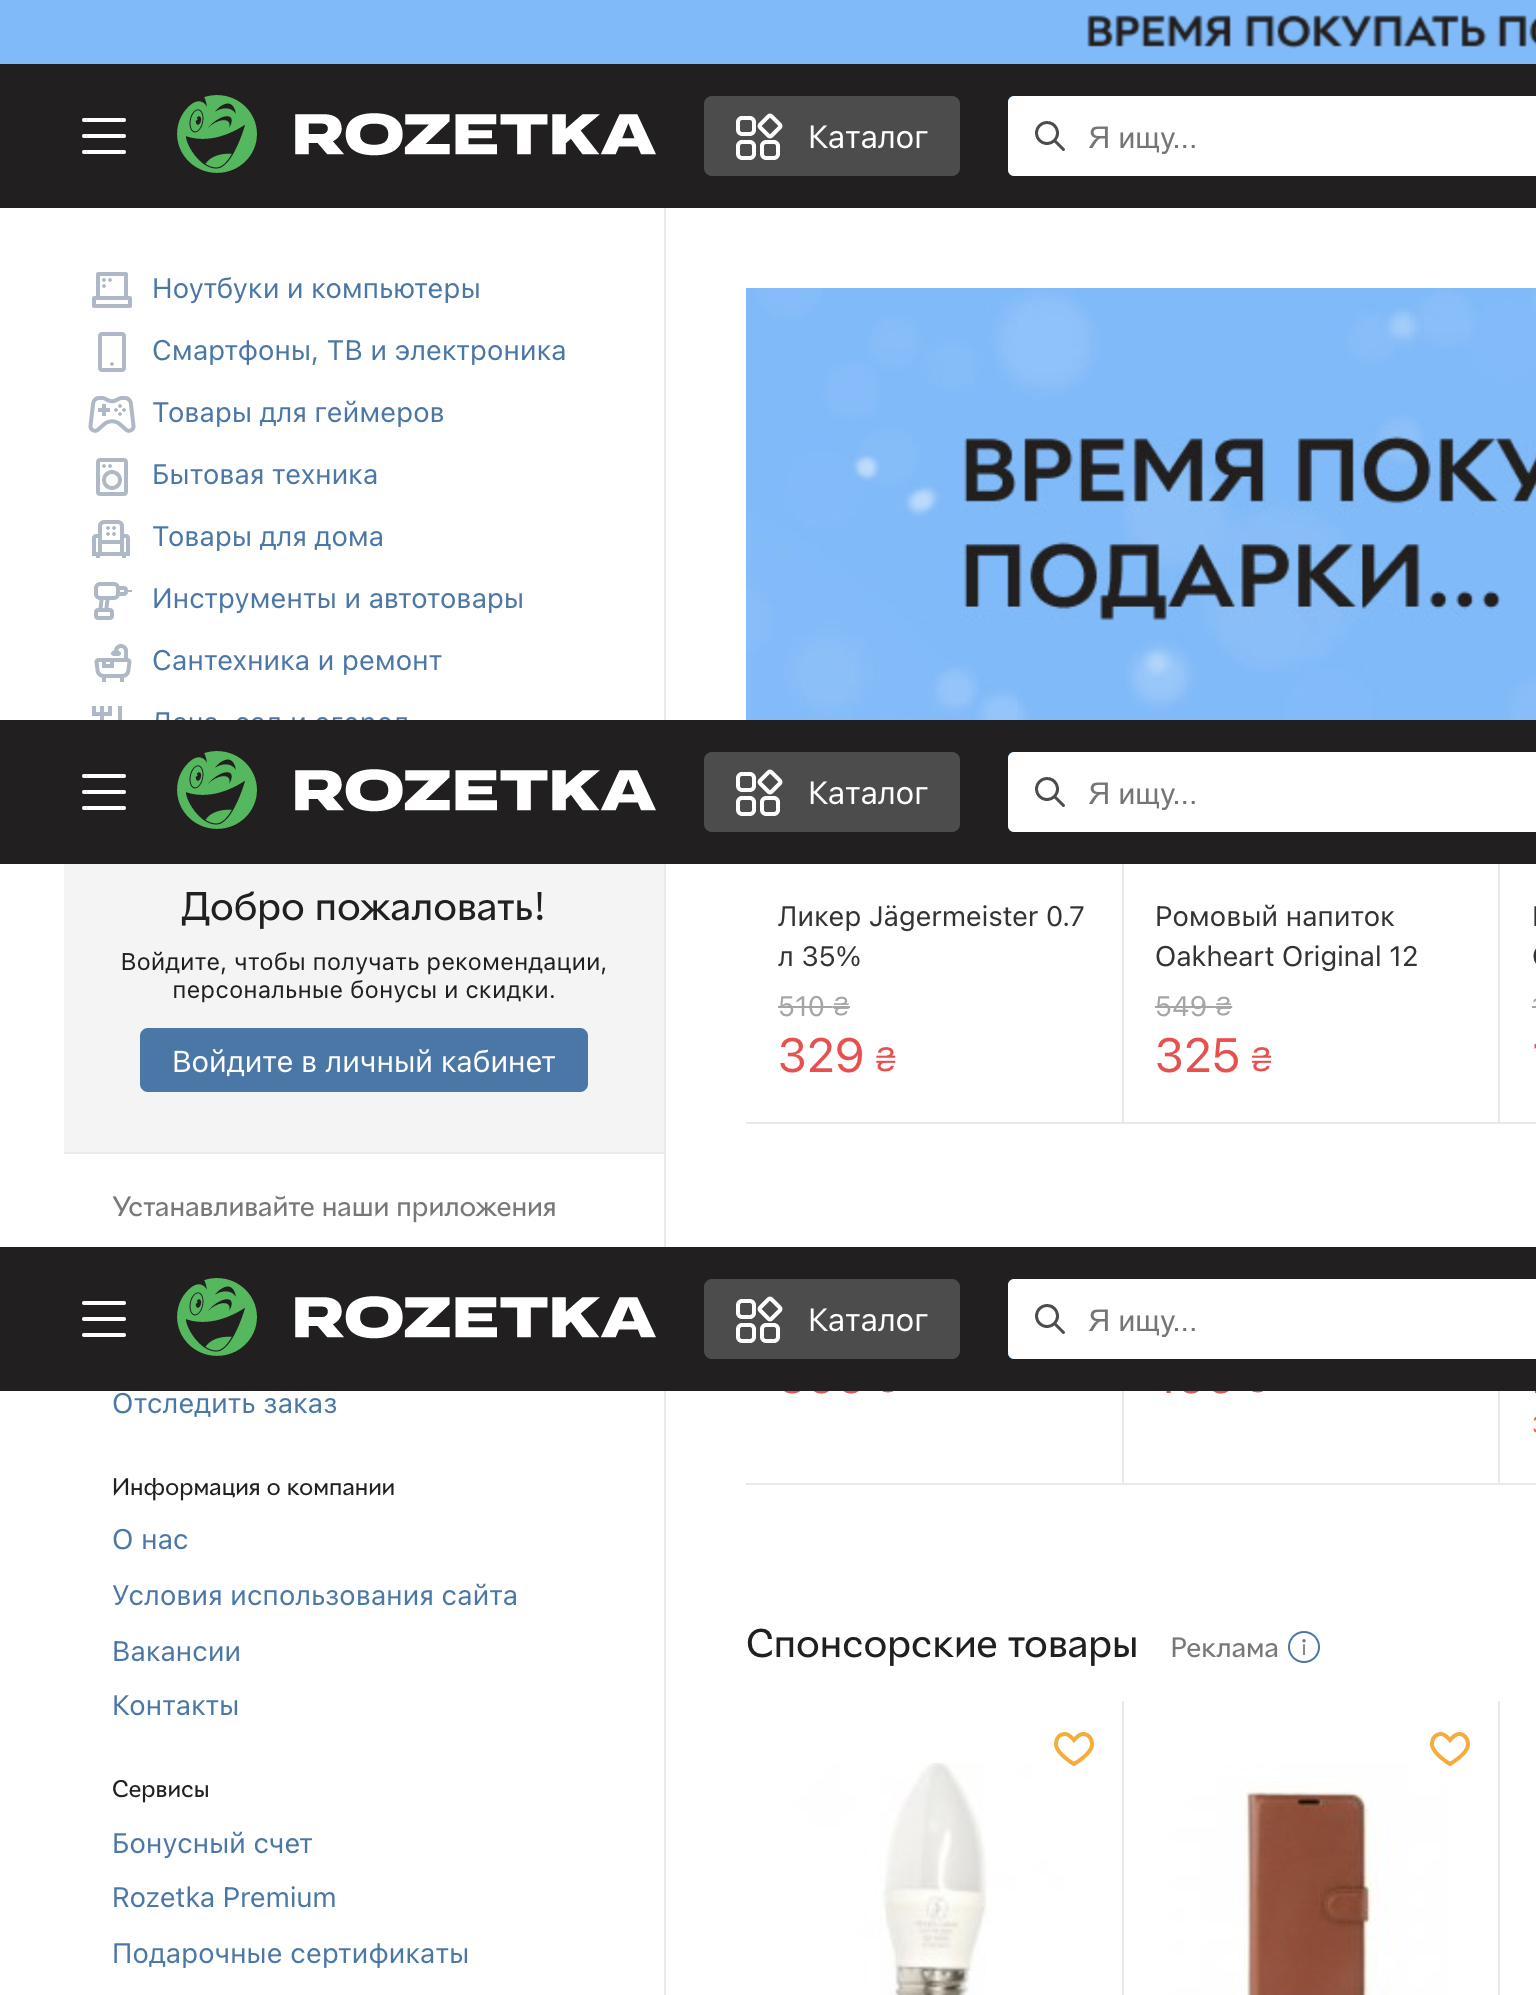 ВРЕМЯ ПОКУПАТЬ
ROZETKA
Каталог
Я ищу...
Ноутбуки и компьютеры
Смартфоны, ТВ и электроника
Товары для геймеров
Бытовая техника
Товары для дома
Инструменты и автотовары
Сантехника и ремонт
Дача, сад и огород
ВРЕМЯ
ПОДАРКИ...
ROZETKA
Каталог
Я ищу...
Добро пожаловать!
Войдите, чтобы получать рекомендации,
персональные бонусы и скидки.
Войдите в личный кабинет
Устанавливайте наши приложения
Ликер Jägermeister 0.7
л 35%
510 ₴
329 ₴
Ромовый напиток
Oakheart Original 12
549 ₴
325 ₴
ROZETKA
Каталог
Я ищу...
Отследить заказ
Информация о компании
О нас
Условия использования сайта
Вакансии
Контакты
Сервисы
Бонусный счет
Rozetka Premium
Подарочные сертификаты
Спонсорские товары
Реклама